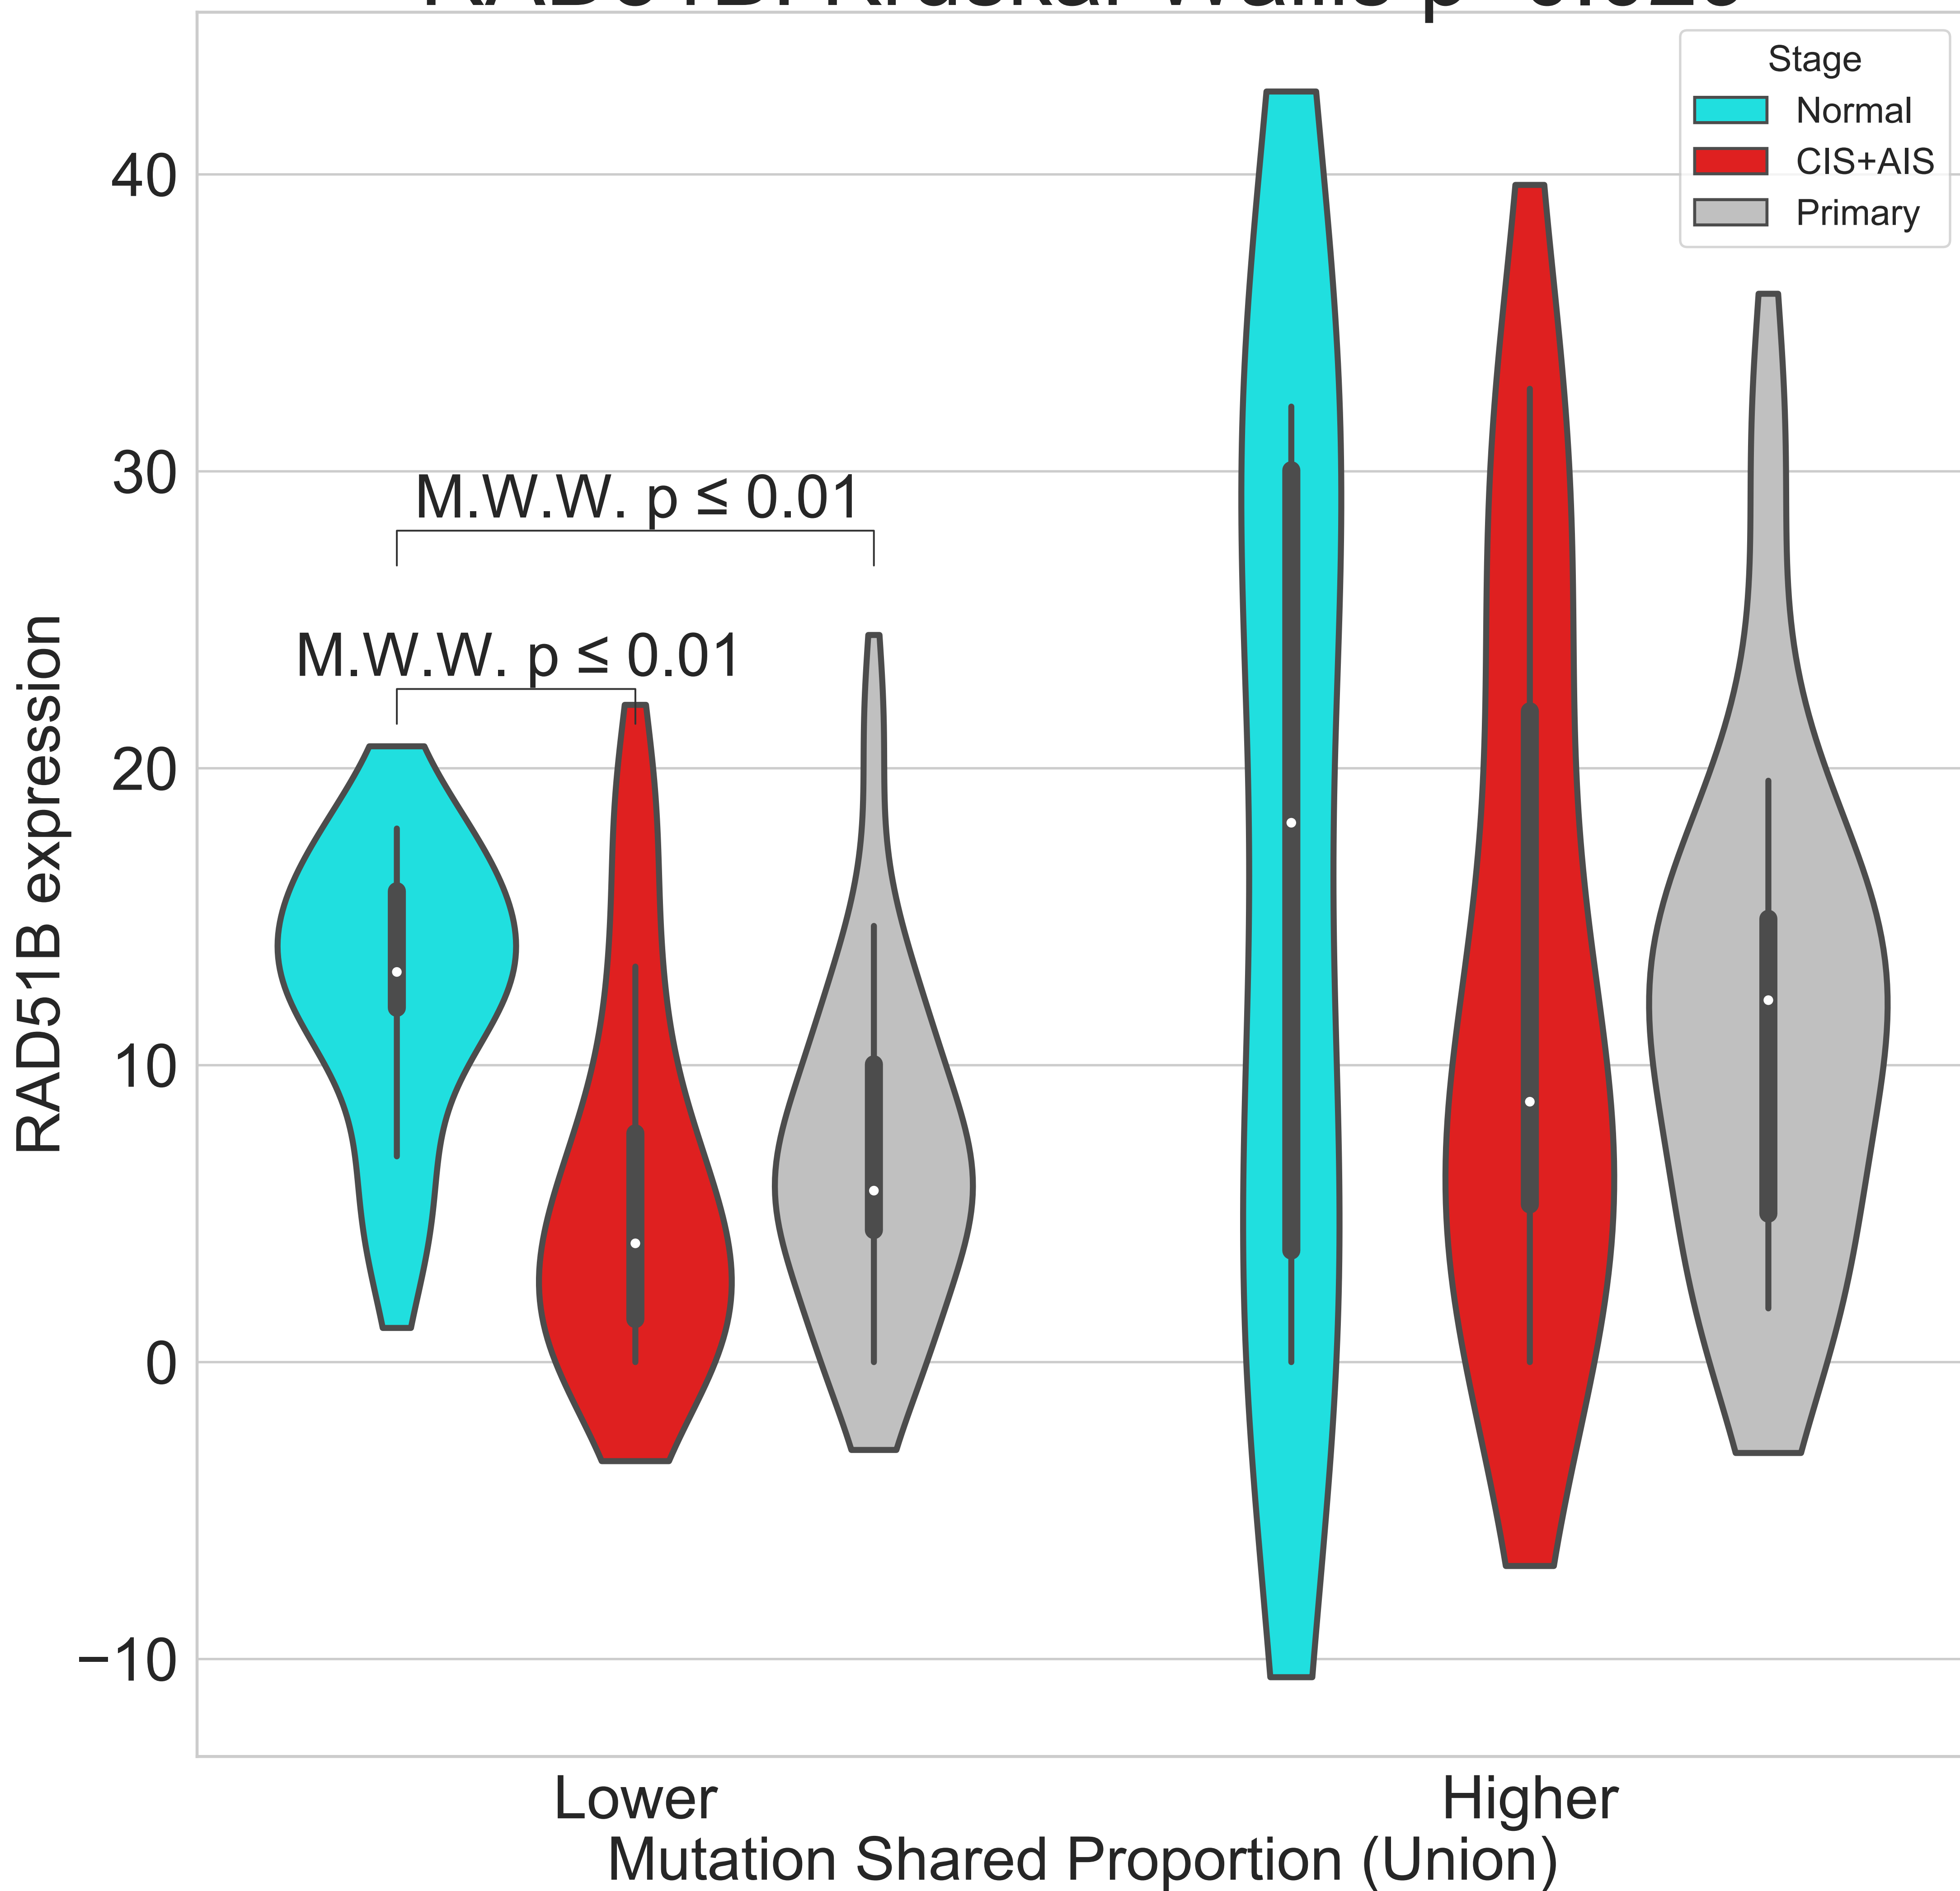 Stage
Normal
CIS+AIS
Primary
40
30
20
10
0
−10
RAD51B expression
M.W.W. p ≤ 0.01
M.W.W. p ≤ 0.01
Lower
Higher
Mutation Shared Proportion (Union)